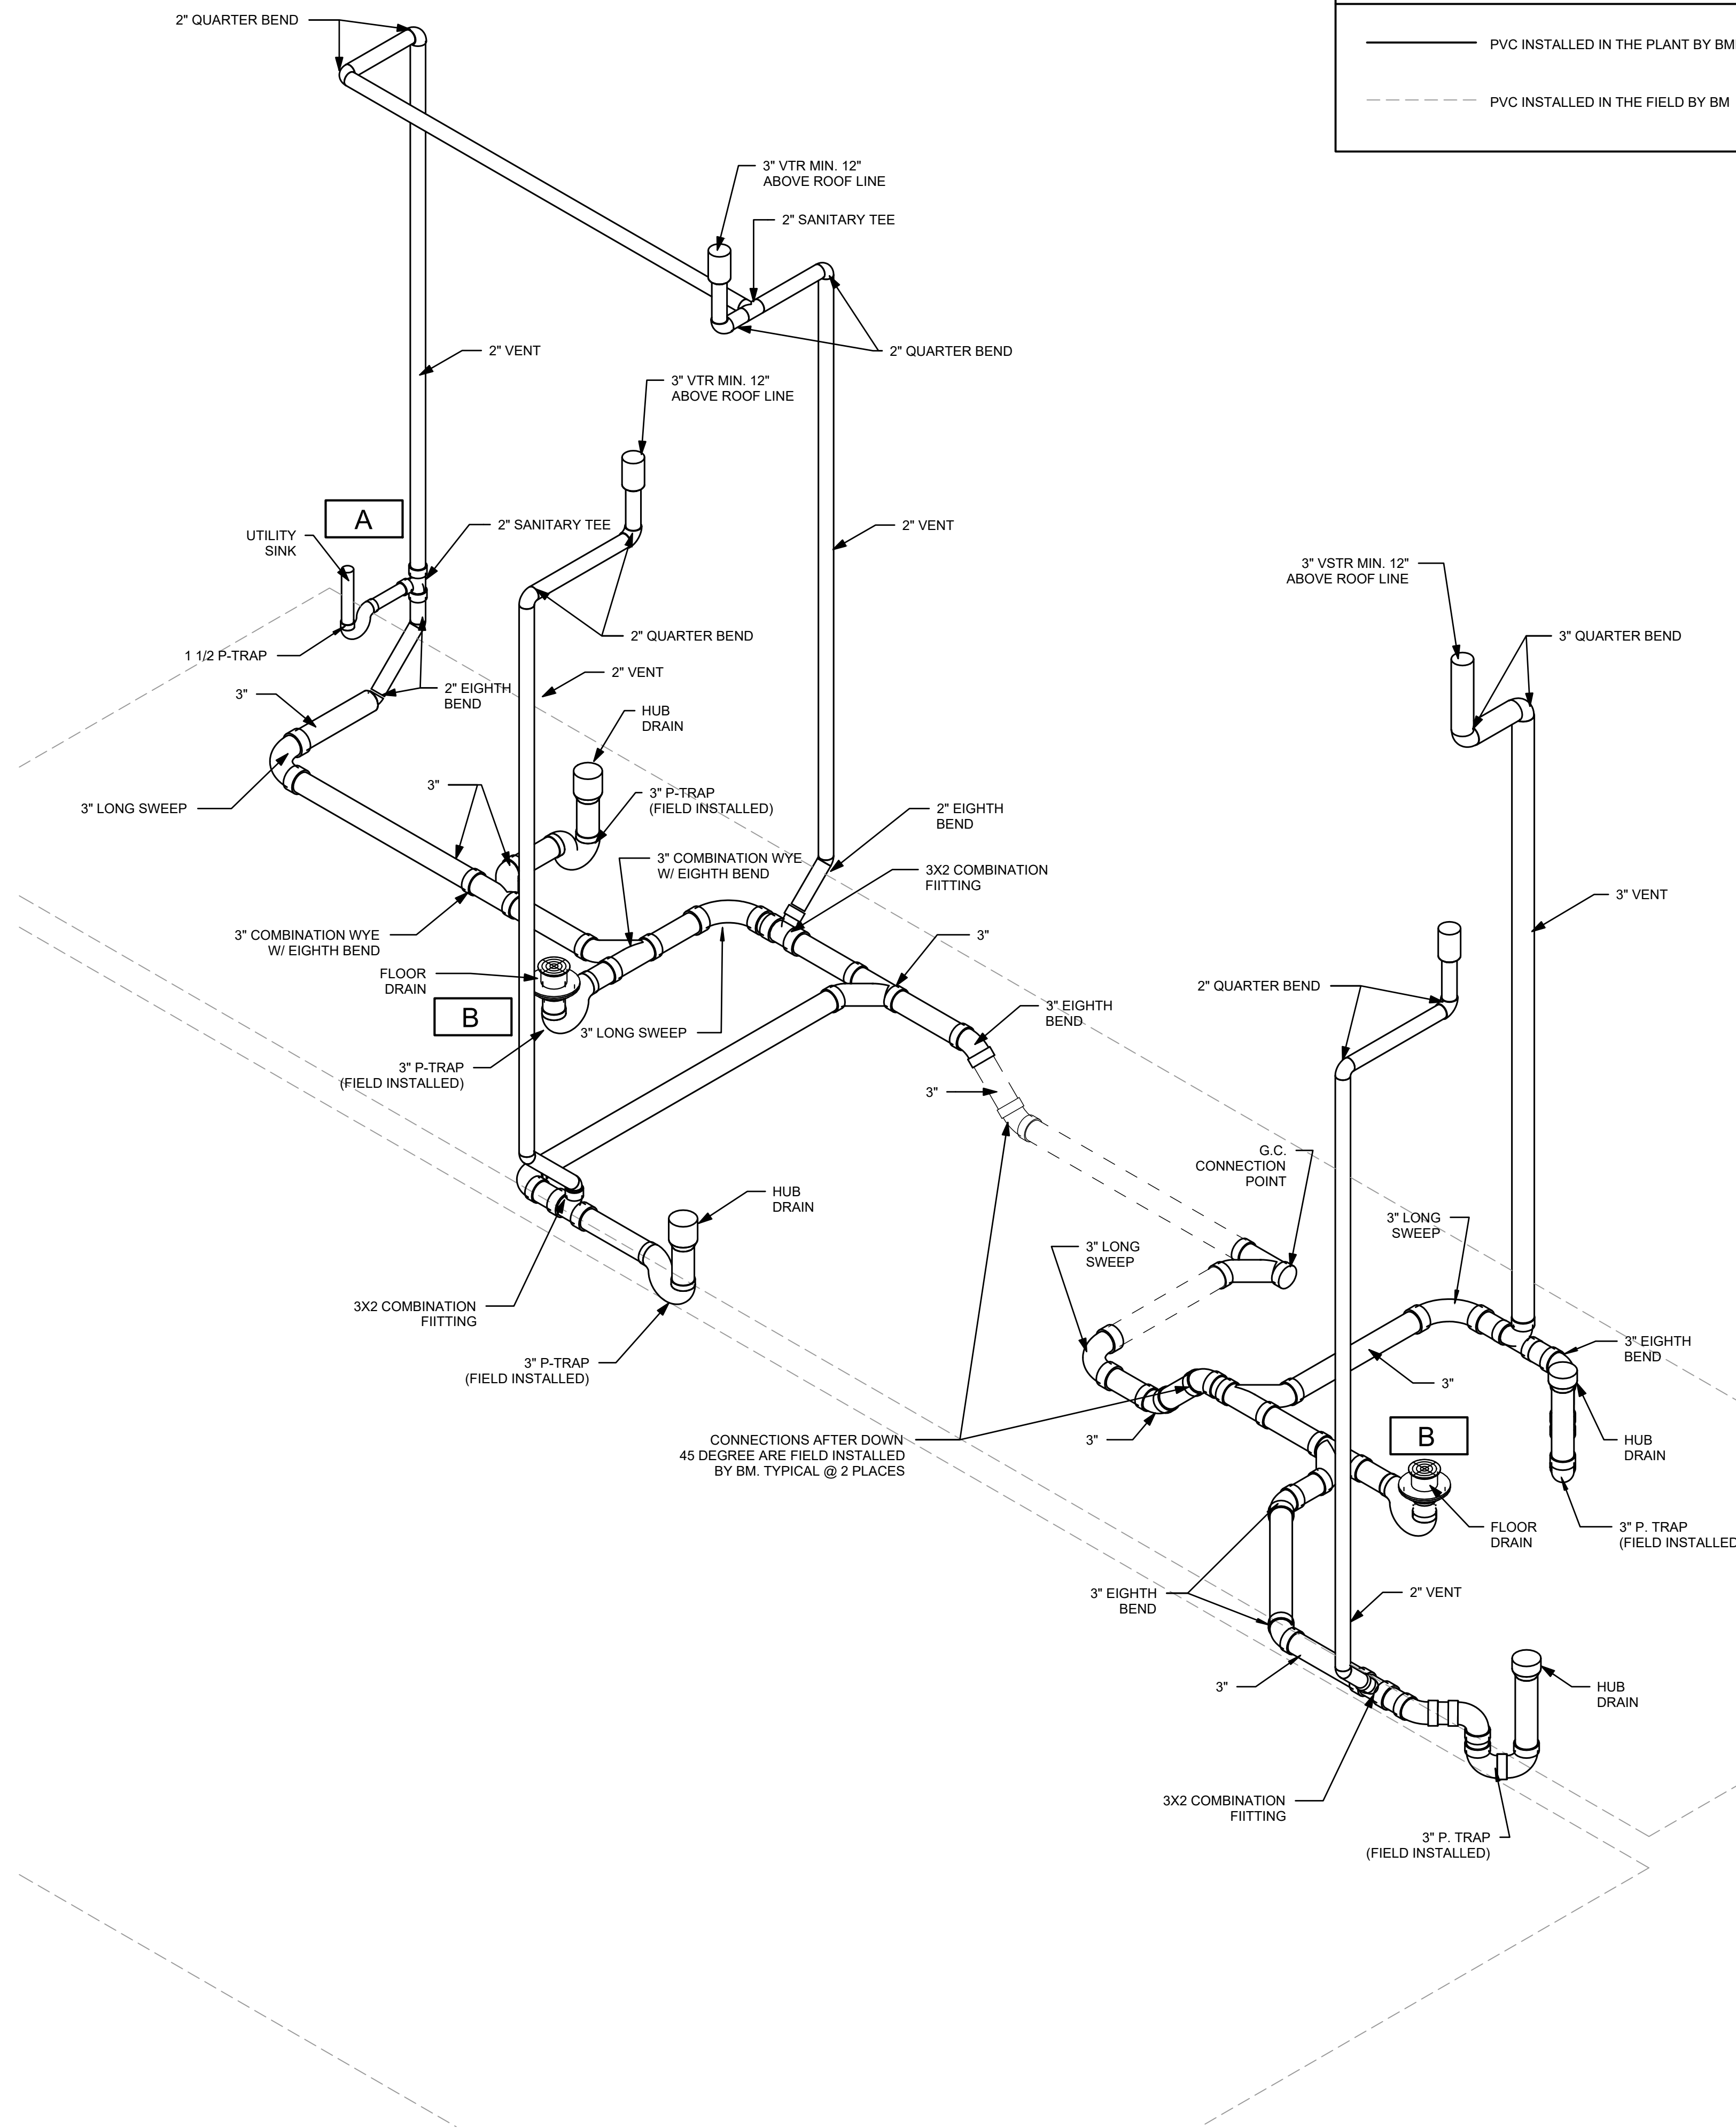 2" QUARTER BEND
PVC INSTALLED IN THE PLANT BY BM
PVC INSTALLED IN THE FIELD BY BM
3" VTR MIN. 12"
ABOVE ROOF LINE
2" SANITARY TEE
2" VENT
2" QUARTER BEND
3" VTR MIN. 12"
ABOVE ROOF LINE
A
UTILITY
SINK
2" SANITARY TEE
2" VENT
3" VSTR MIN. 12"
ABOVE ROOF LINE
1 1/2 P-TRAP
2" QUARTER BEND
3" QUARTER BEND
3"
2" EIGHTH
BEND
2" VENT
HUB
DRAIN
3" LONG SWEEP
3"
3" P-TRAP
(FIELD INSTALLED)
2" EIGHTH
BEND
3" COMBINATION WYE
W/ EIGHTH BEND
3X2 COMBINATION
FIITTING
3" VENT
3" COMBINATION WYE
W/ EIGHTH BEND
3"
FLOOR
DRAIN
2" QUARTER BEND
B
3" LONG SWEEP
3" EIGHTH
BEND
3" P-TRAP
(FIELD INSTALLED)
3"
G.C.
CONNECTION
POINT
HUB
DRAIN
3" LONG
SWEEP
3" LONG
SWEEP
3X2 COMBINATION
FIITTING
3" EIGHTH
BEND
3" P-TRAP
(FIELD INSTALLED)
3"
CONNECTIONS AFTER DOWN
45 DEGREE ARE FIELD INSTALLED
BY BM. TYPICAL @ 2 PLACES
3"
B
HUB
DRAIN
FLOOR
DRAIN
3" P. TRAP
(FIELD INSTALLED
3" EIGHTH
BEND
2" VENT
3"
HUB
DRAIN
3X2 COMBINATION
FIITTING
3" P. TRAP
(FIELD INSTALLED)